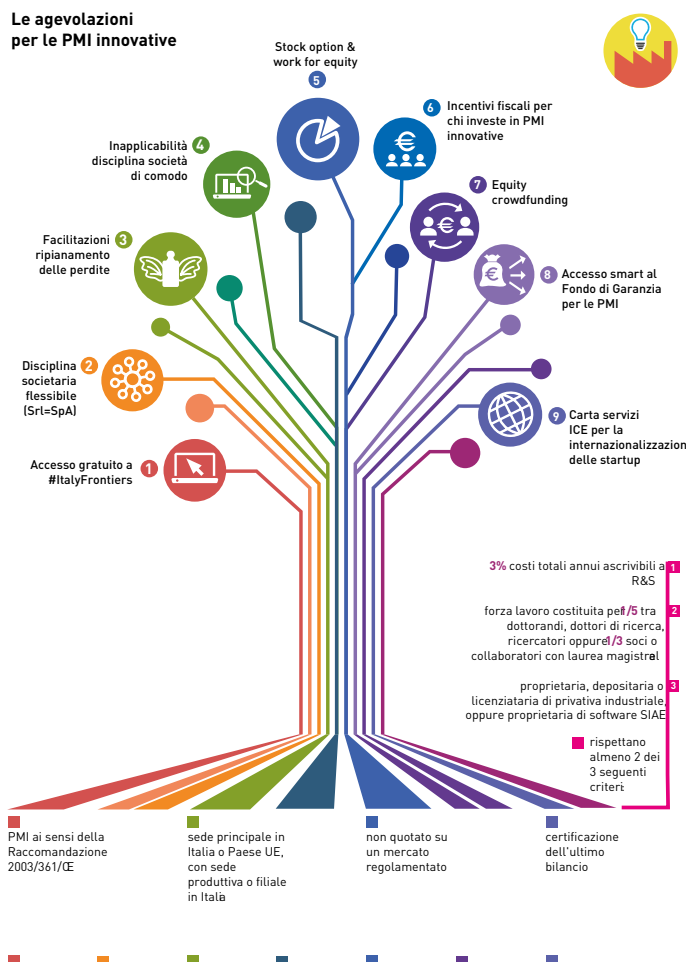 Le agevolazioni
per le PMI innovative
Stock option &
work for equity
5
6
Incentivi fiscali per
chi investe in PMI
innovative
Inapplicabilità
disciplina società
di comodo
4
7
Equity
crowdfunding
Facilitazioni
ripianamento
delle perdite
3
8
Accesso smart al
Fondo di Garanzia
per le PMI
Disciplina
societaria
flessibile
(Srl=SpA)
2
9
Carta servizi
ICE per la
internazionalizzazion
delle startup
Accesso gratuito a
#ItalyFrontiers
1
3% costi totali annui ascrivibili a
R&S
1
forza lavoro costituita per 1/5 tra
dottorandi, dottori di ricerca,
ricercatori oppure 1/3 soci o
collaboratori con laurea magistral
2
proprietaria, depositaria o
licenziataria di privativa industriale,
oppure proprietaria di software SIAE
3
rispettano
almeno 2 dei
3 seguenti
criteri:
PMI ai sensi della
Raccomandazione
2003/361/CE
sede principale in
Italia o Paese UE,
con sede
produttiva o filiale
in Italia
non quotato su
un mercato
regolamentato
certificazione
dell'ultimo
bilancio